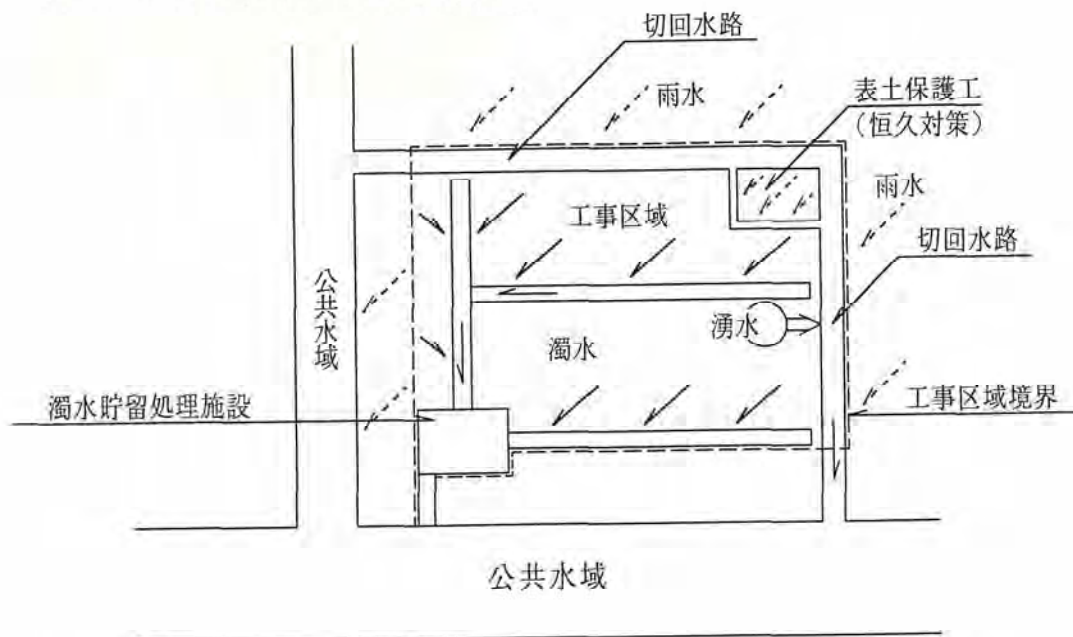 切回水路
雨水
表土保護工
(恒久対策)
雨水
工事区域
切回水路
公共水域
湧水
濁水
濁水貯留処理施設
工事区域境界
公共水域